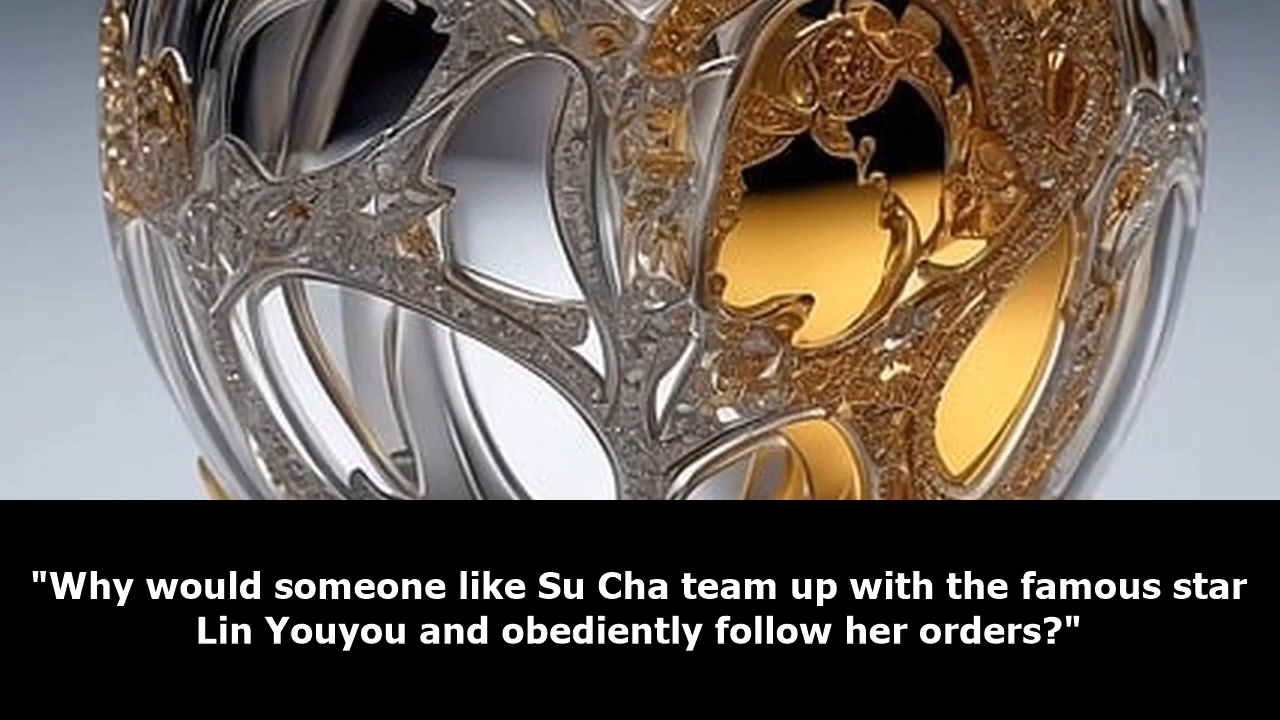 "Why would someone like Su Cha team up with the famous star
Lin Youyou and obediently follow her orders?"